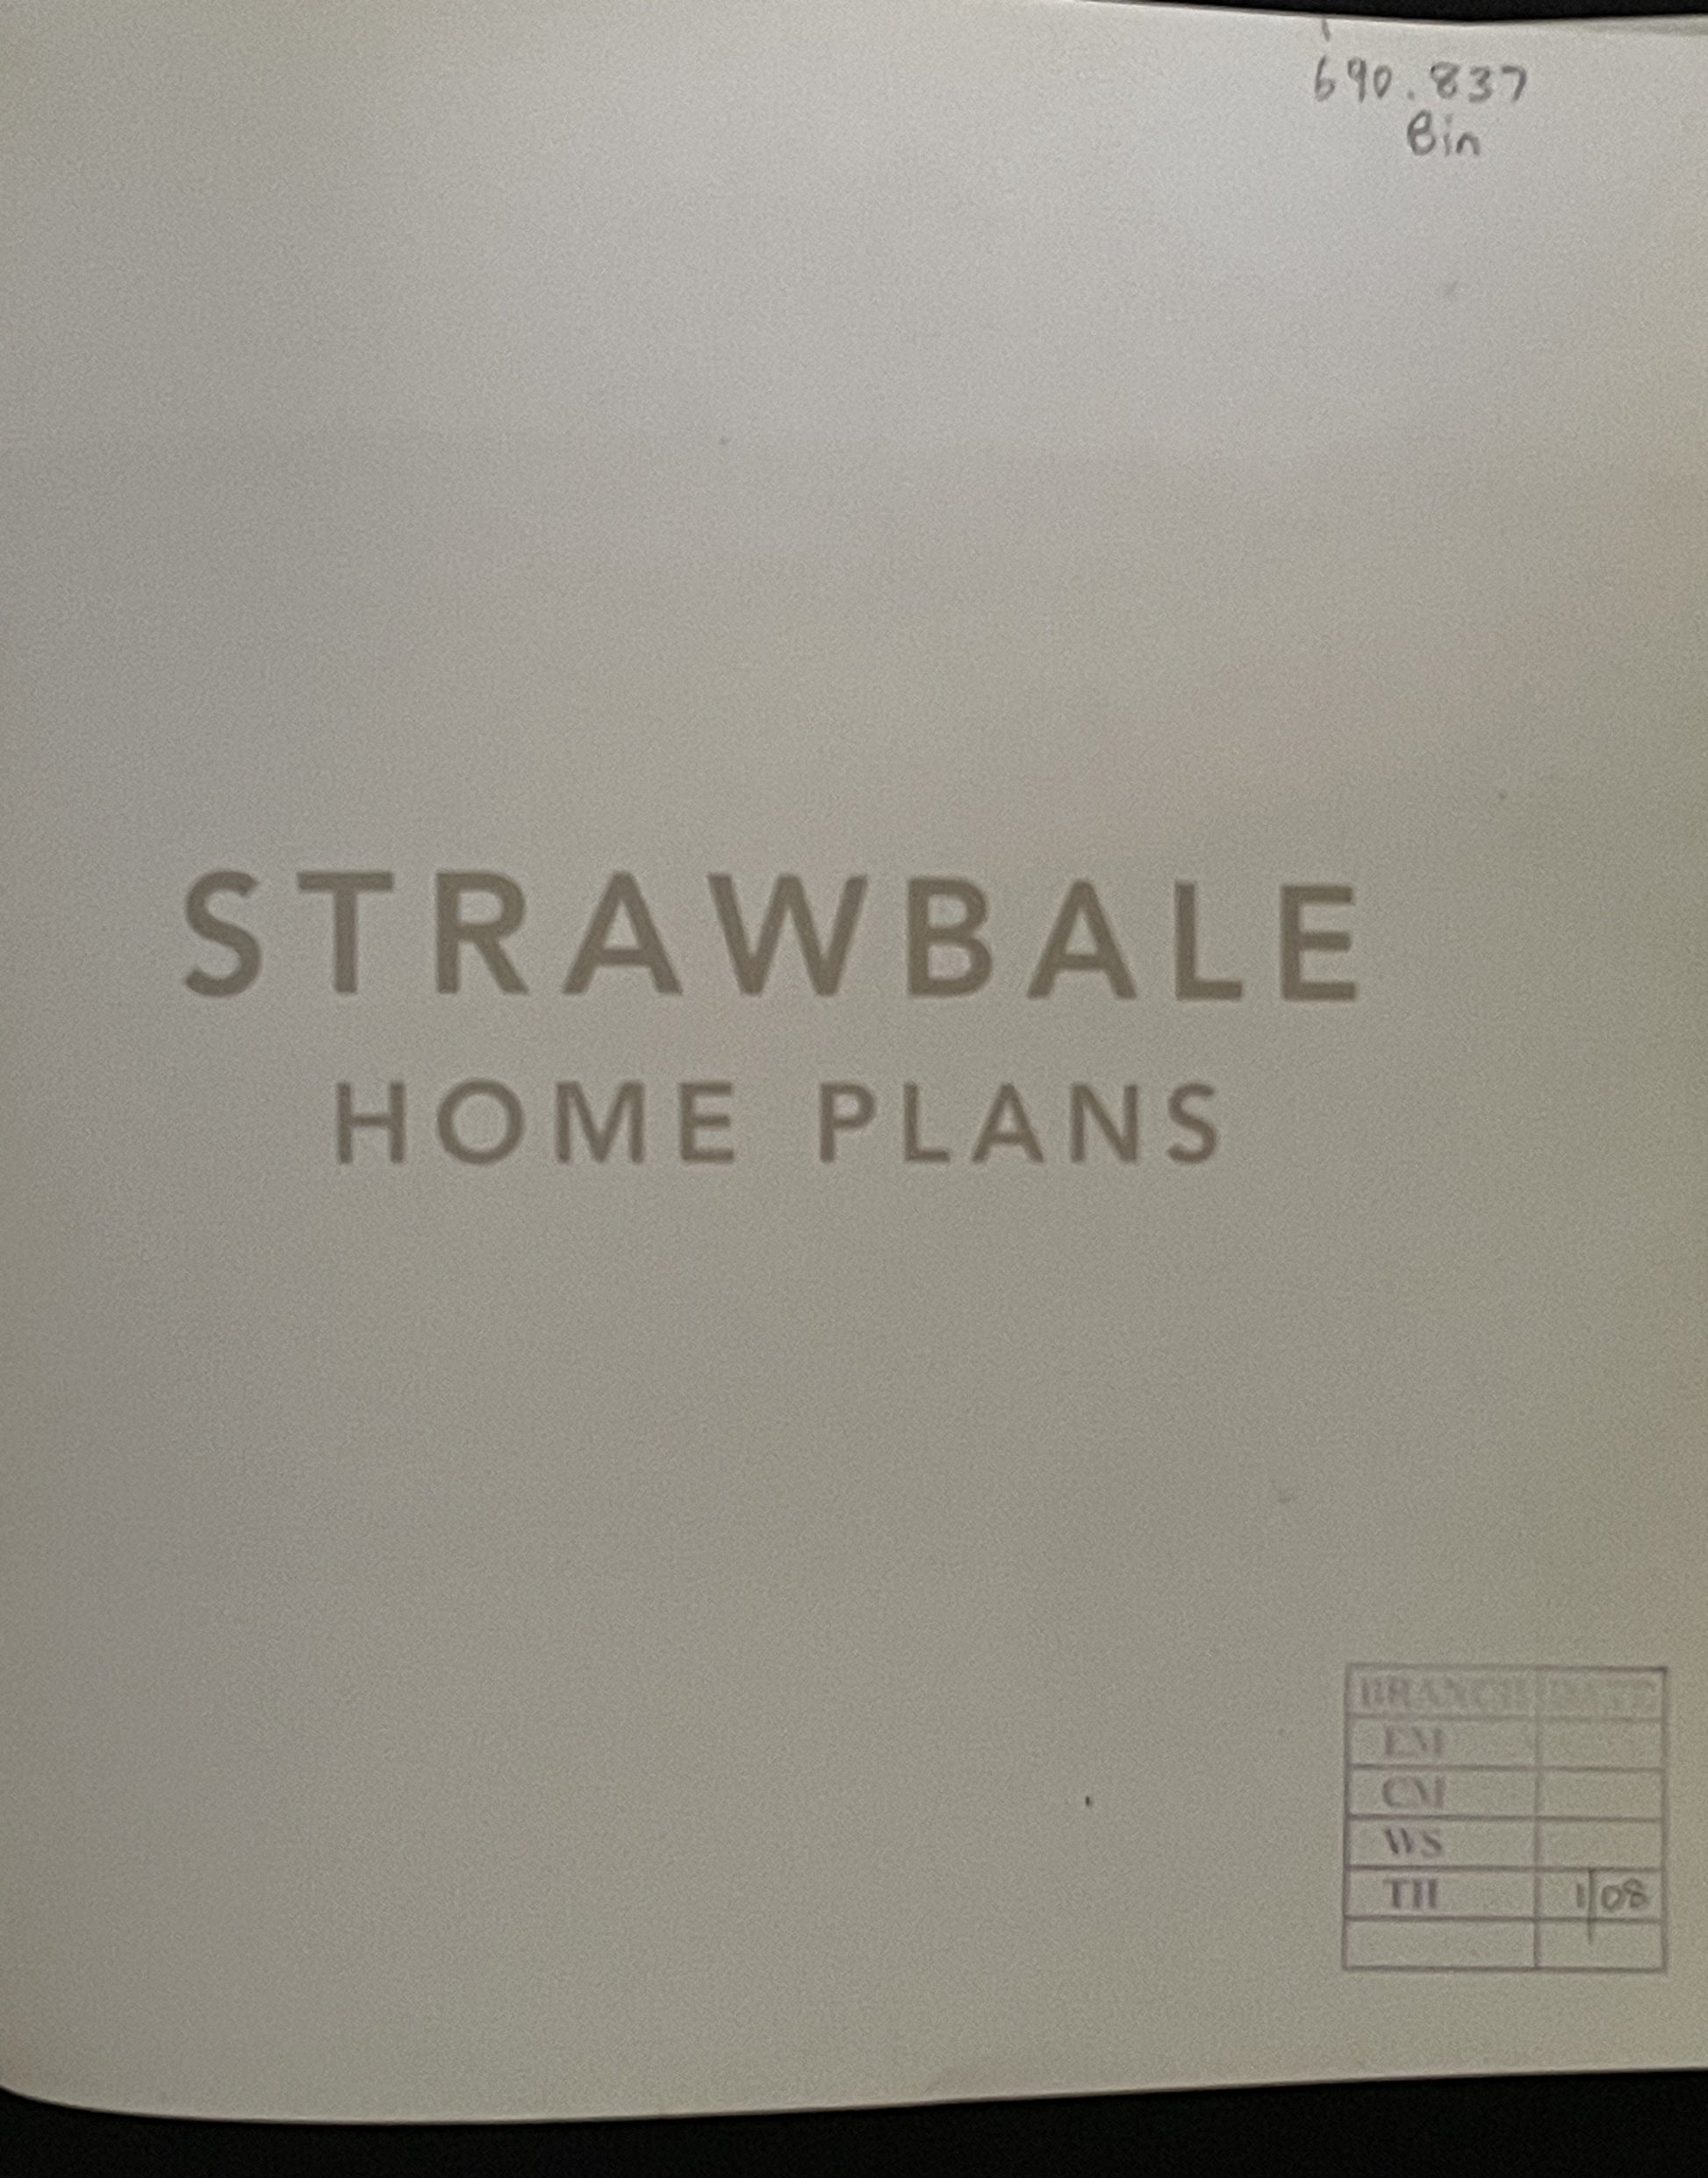 690.837
Bin
STRAWBALE
HOME PLANS
BRANCH DATE
EM
CM
WS
TH 1/08